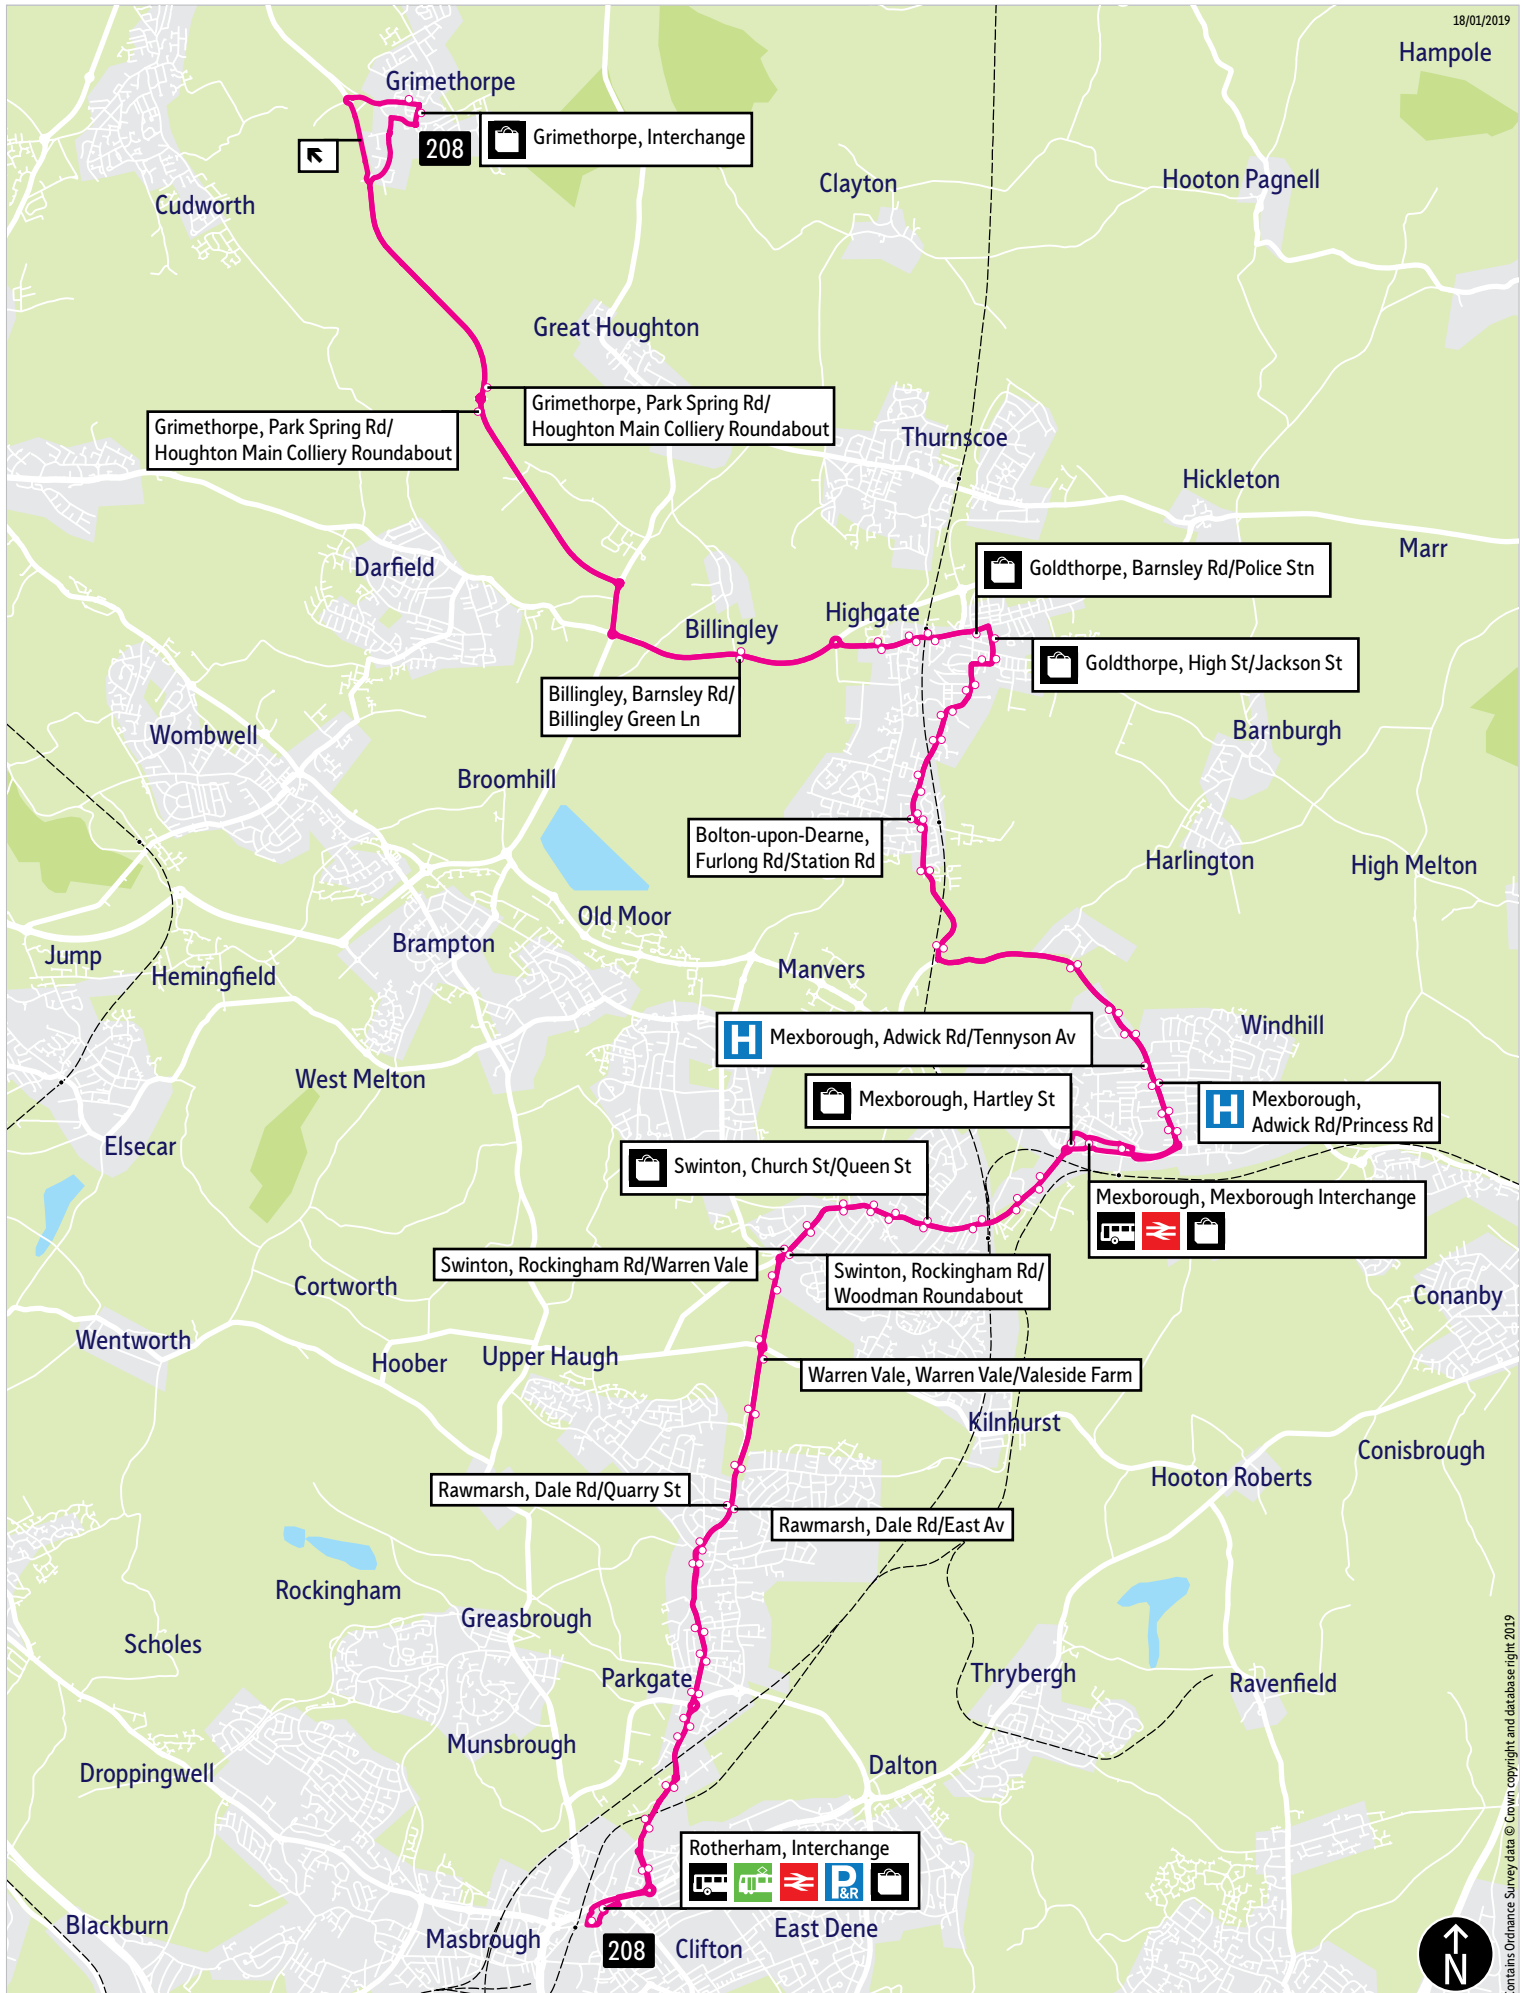 18/01/2019
Hampole
Grimethorpe
208
Grimethorpe, Interchange
Clayton
Hooton Pagnell
Cudworth
Great Houghton
Grimethorpe, Park Spring Rd/
Houghton Main Colliery Roundabout
Grimethorpe, Park Spring Rd/
Houghton Main Colliery Roundabout
Thurnscoe
Hickleton
Marr
Darfield
Goldthorpe, Barnsley Rd/Police Stn
Highgate
Billingley
Goldthorpe, High St/Jackson St
Billingley, Barnsley Rd/
Billingley Green Ln
Wombwell
Barnburgh
Broomhill
Bolton-upon-Dearne,
Furlong Rd/Station Rd
Harlington
High Melton
Old Moor
Brampton
Jump
Hemingfield
Manvers
Windhill
H
Mexborough, Adwick Rd/Tennyson Av
West Melton
Mexborough, Hartley St
H
Mexborough,
Adwick Rd/Princess Rd
Elsecar
Swinton, Church St/Queen St
Mexborough, Mexborough Interchange
Swinton, Rockingham Rd/Warren Vale
Swinton, Rockingham Rd/
Woodman Roundabout
Cortworth
Conanby
Wentworth
Hoober
Upper Haugh
Warren Vale, Warren Vale/Valeside Farm
Kilnhurst
Conisbrough
Hooton Roberts
Rawmarsh, Dale Rd/Quarry St
Rawmarsh, Dale Rd/East Av
Rockingham
Greasbrough
Scholes
Parkgate
Thrybergh
Ravenfield
Munsbrough
Droppingwell
Dalton
Rotherham, Interchange
P&R
Blackburn
Masbrough
208
Clifton
East Dene
N
Contains Ordnance Survey data © Crown copyright and database right 2019